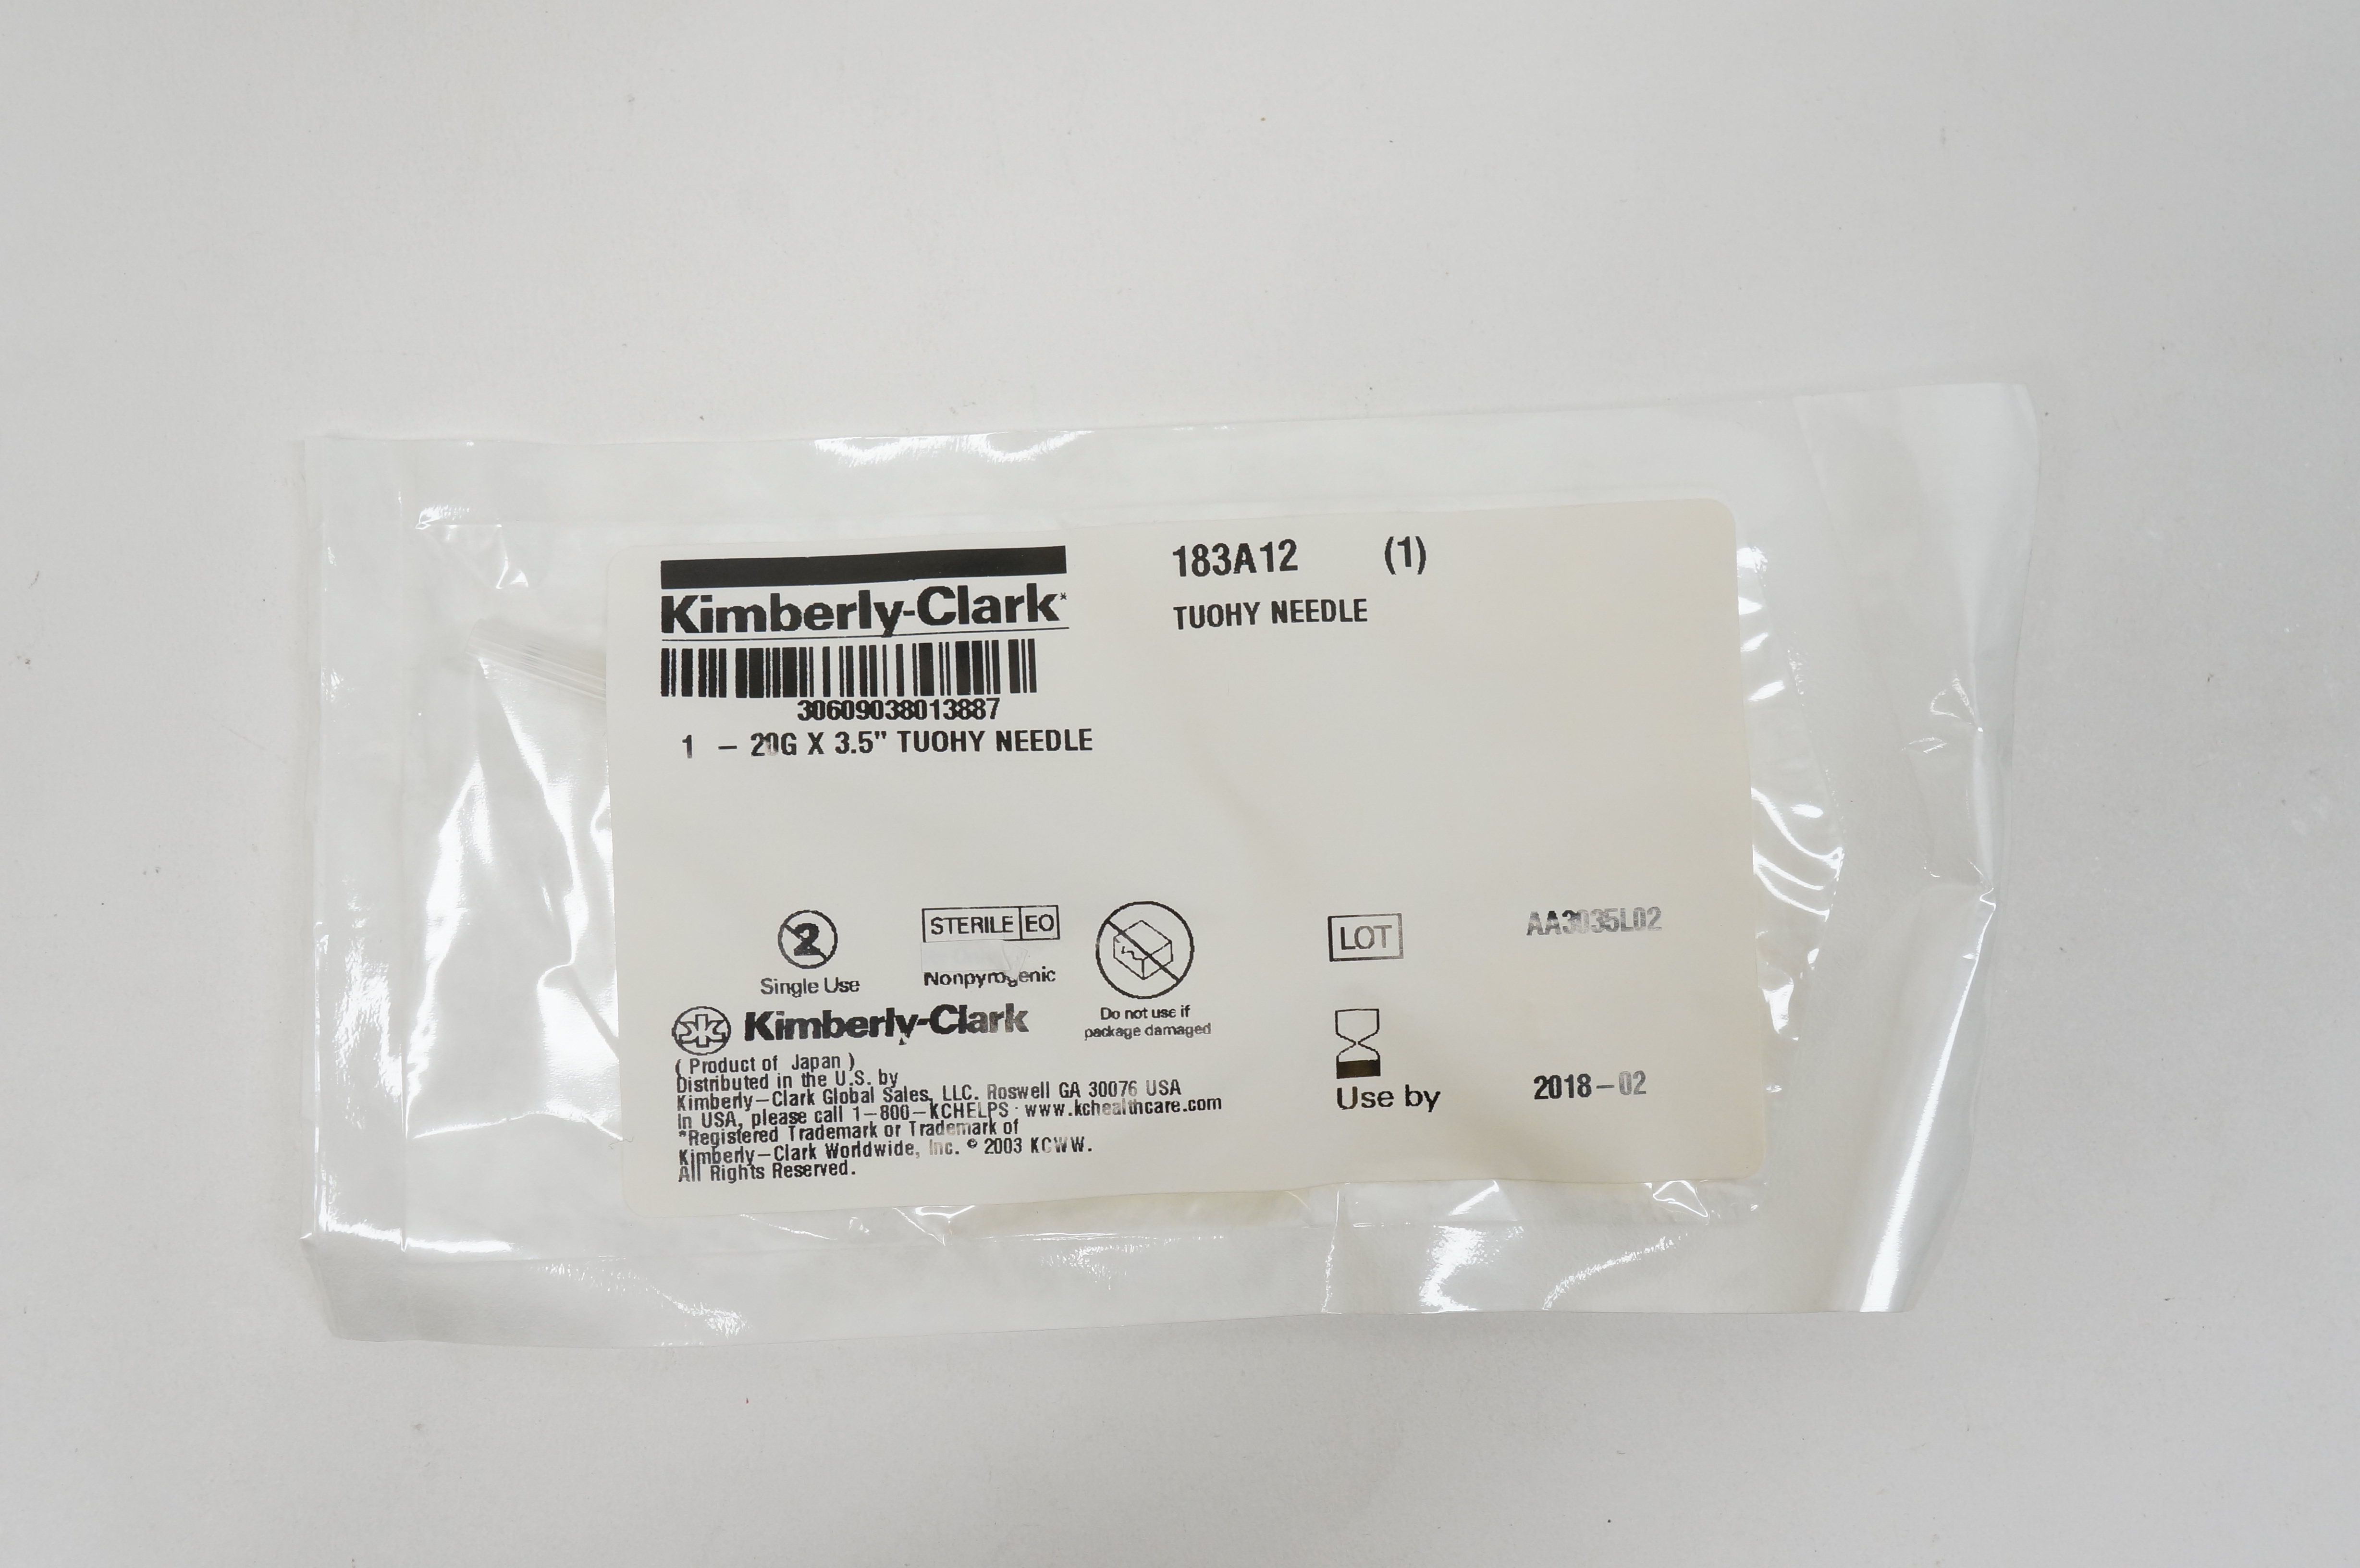 Kimberly-Clark*
183A12 (1)
TUOHY NEEDLE
30609038013887
1 – 20G X 3.5" TUOHY NEEDLE
2
Single Use
STERILE EO
Nonpyrogenic
Do not use if
package damaged
LOT
AA3035L02
Use by
2018–02
Kimberly-Clark
( Product of Japan )
Distributed in the U.S. by
Kimberly–Clark Global Sales, LLC. Roswell GA 30076 USA
In USA, please call 1–800–KCHELPS · www.kchealthcare.com
*Registered Trademark or Trademark of
Kimberly–Clark Worldwide, Inc. © 2003 KCWW.
All Rights Reserved.